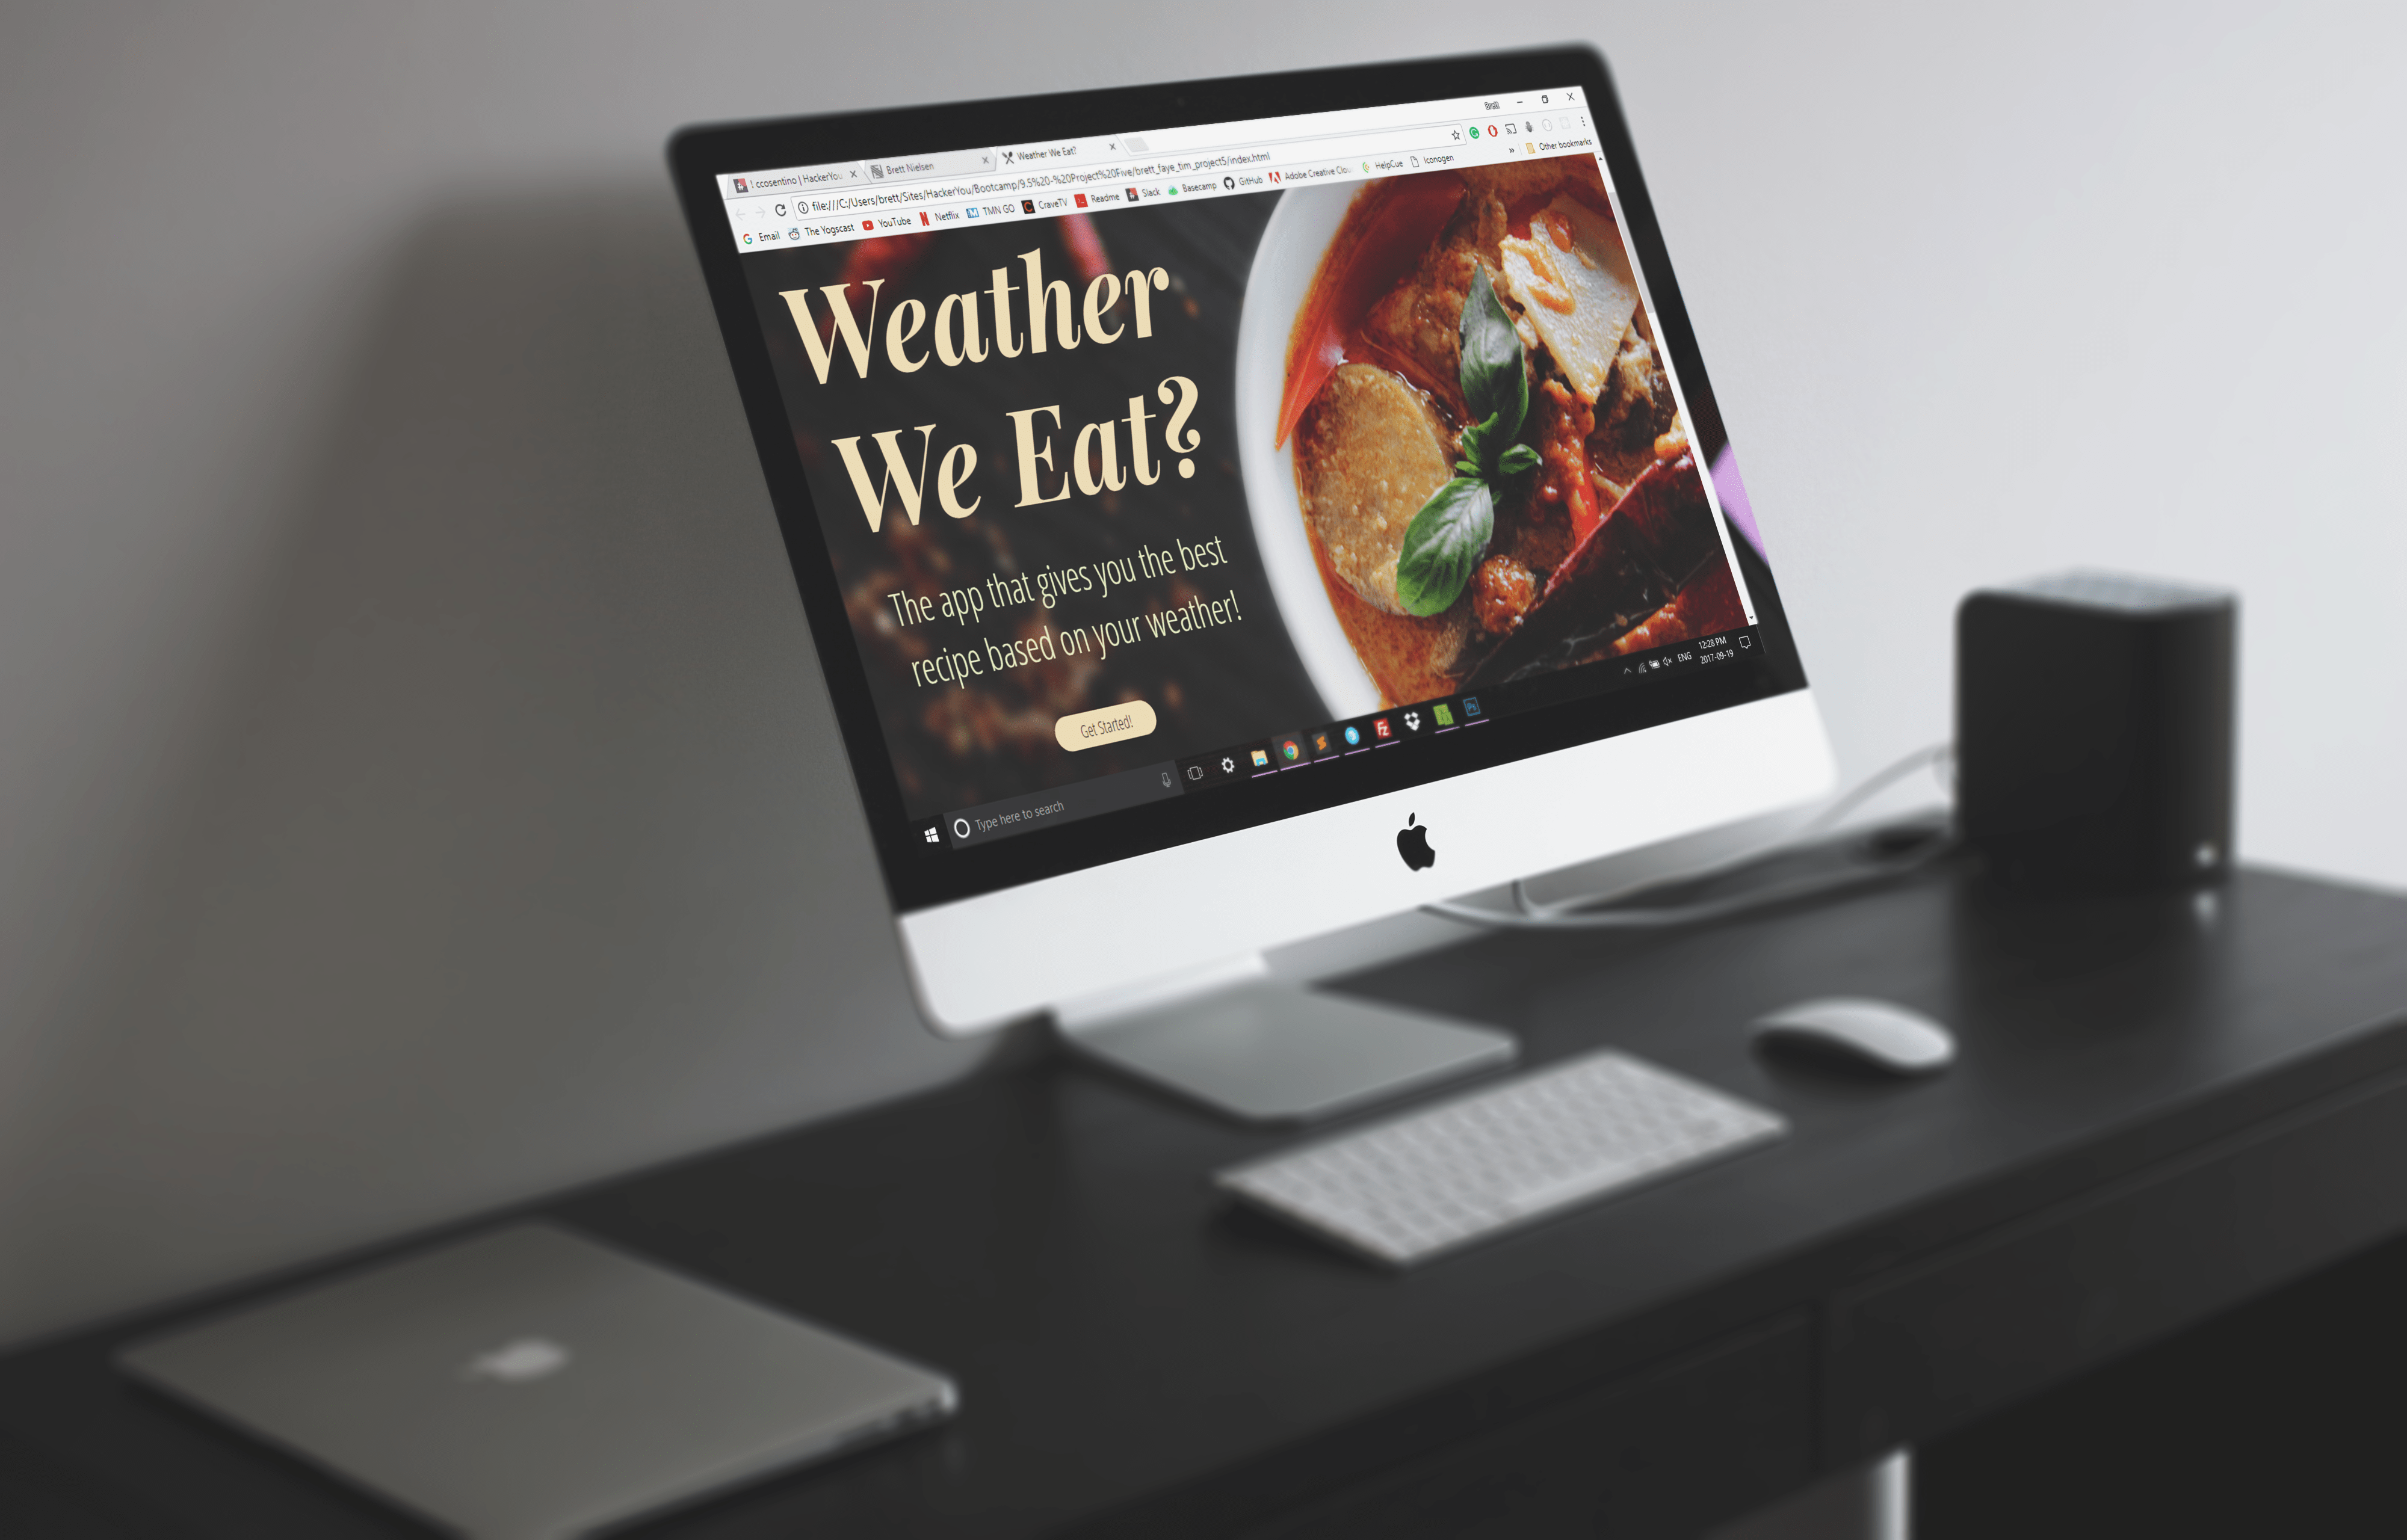 Brett
! ccosentino | HackerYou
Brett Nielsen
Weather We Eat?
file:///C:/Users/brett/Sites/HackerYou/Bootcamp/9.5%20-%20Project%20Five/brett_faye_tim_project5/index.html
Email The Yogscast YouTube Netflix TMN GO CraveTV Readme Slack Basecamp GitHub Adobe Creative Clou HelpCue Iconogen » Other bookmarks
Weather
We Eat?
The app that gives you the best
recipe based on your weather!
Get Started!
Type here to search
Fz
Ps
ENG
12:28 PM
2017-09-19